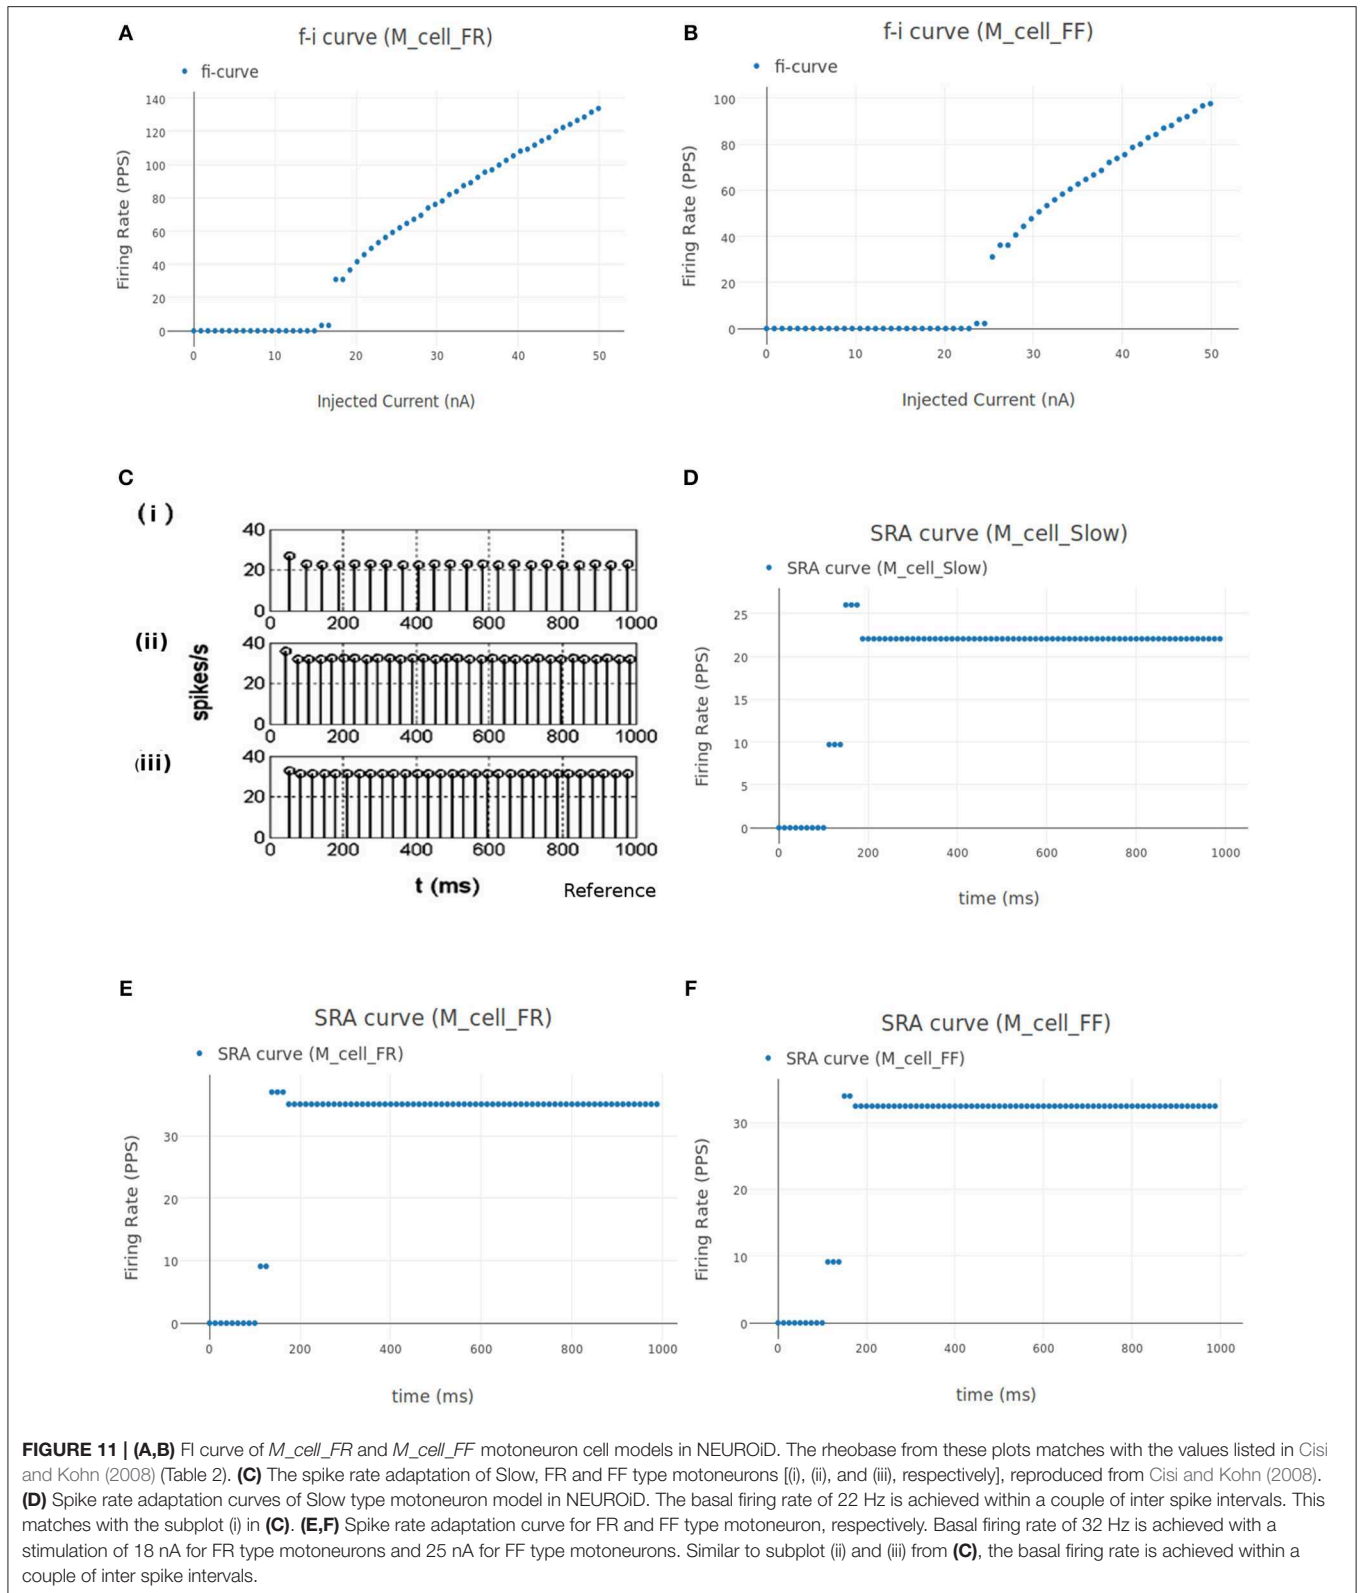 A
f-i curve (M_cell_FR)
fi-curve
140
120
100
80
60
40
20
0
Firing Rate (PPS)
0 10 20 30 40 50
Injected Current (nA)
B
f-i curve (M_cell_FF)
fi-curve
100
80
60
40
20
0
Firing Rate (PPS)
0 10 20 30 40 50
Injected Current (nA)
C
(i)
40
20
0
0 200 400 600 800 1000
(ii)
40
20
0
0 200 400 600 800 1000
spikes/s
(iii)
40
20
0
0 200 400 600 800 1000
t (ms)
Reference
D
SRA curve (M_cell_Slow)
SRA curve (M_cell_Slow)
25
20
15
10
5
0
Firing Rate (PPS)
0 200 400 600 800 1000
time (ms)
E
SRA curve (M_cell_FR)
SRA curve (M_cell_FR)
30
20
10
0
Firing Rate (PPS)
0 200 400 600 800 1000
time (ms)
F
SRA curve (M_cell_FF)
SRA curve (M_cell_FF)
30
20
10
0
Firing Rate (PPS)
0 200 400 600 800 1000
time (ms)
FIGURE 11 | (A,B) FI curve of M_cell_FR and M_cell_FF motoneuron cell models in NEUROiD. The rheobase from these plots matches with the values listed in Cisi
and Kohn (2008) (Table 2). (C) The spike rate adaptation of Slow, FR and FF type motoneurons [(i), (ii), and (iii), respectively], reproduced from Cisi and Kohn (2008).
(D) Spike rate adaptation curves of Slow type motoneuron model in NEUROiD. The basal firing rate of 22 Hz is achieved within a couple of inter spike intervals. This
matches with the subplot (i) in (C). (E,F) Spike rate adaptation curve for FR and FF type motoneuron, respectively. Basal firing rate of 32 Hz is achieved with a
stimulation of 18 nA for FR type motoneurons and 25 nA for FF type motoneurons. Similar to subplot (ii) and (iii) from (C), the basal firing rate is achieved within a
couple of inter spike intervals.